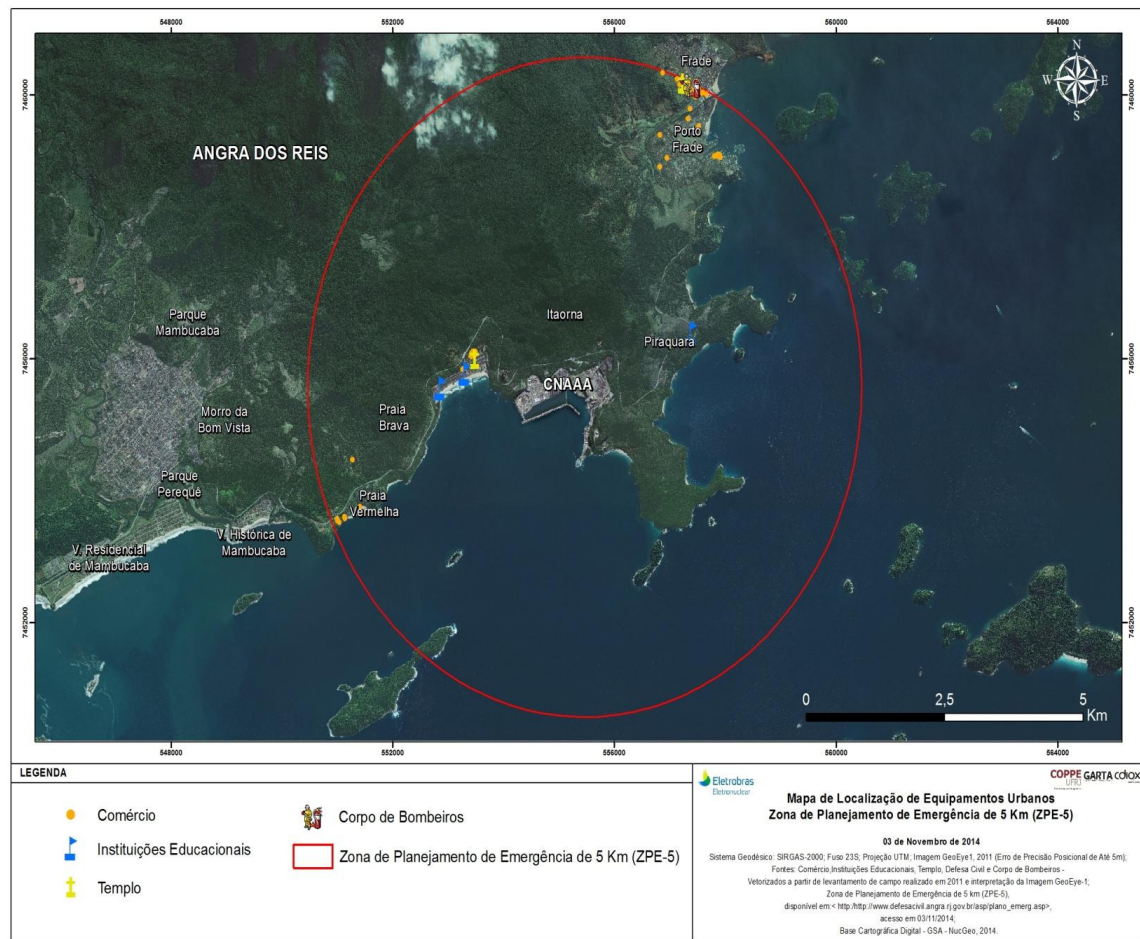 548000
552000
556000
560000
564000
Frade
N
W E
S
7460000
7460000
Porto
Frade
ANGRA DOS REIS
Parque
Mambucaba
Itaorna
Piraquara
7456000
7456000
CNAAA
Morro da
Bom Vista
Praia
Brava
Parque
Perequê
Praia
Vermelha
V. Histórica de
Mambucaba
V. Residencial
de Mambucaba
7452000
7452000
0 2,5 5
Km
548000
552000
556000
560000
564000
LEGENDA
Comércio
Instituições Educacionais
Templo
Corpo de Bombeiros
Zona de Planejamento de Emergência de 5 Km (ZPE-5)
Eletrobras
Eletronuclear
COPPE
UFRJ
GARTA
Mapa de Localização de Equipamentos Urbanos
Zona de Planejamento de Emergência de 5 Km (ZPE-5)
03 de Novembro de 2014
Sistema Geodésico: SIRGAS-2000; Fuso 23S; Projeção UTM; Imagem GeoEye1, 2011 (Erro de Precisão Posicional de Até 5m);
Fontes: Comércio,Instituições Educacionais, Templo, Defesa Civil e Corpo de Bombeiros -
Vetorizados a partir de levantamento de campo realizado em 2011 e interpretação da Imagem GeoEye-1;
Zona de Planejamento de Emergência de 5 Km (ZPE-5),
disponível em:< http:/http://www.defesacivil.angra.rj.gov.br/asp/plano_emerg.asp>,
acesso em 03/11/2014;
Base Cartográfica Digital - GSA - NucGeo, 2014.